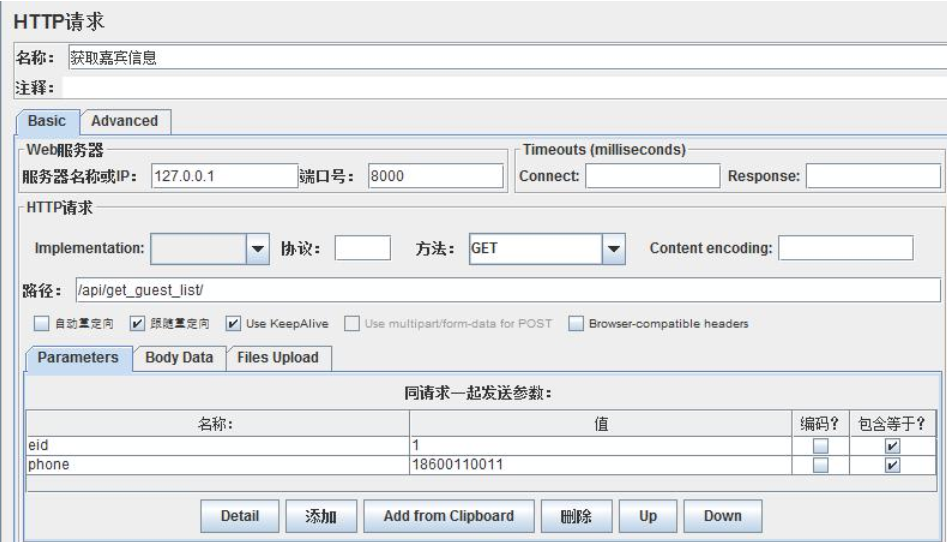 HTTP请求
名称： 获取嘉宾信息
注释：
Basic Advanced
Web服务器 Timeouts (milliseconds)
服务器名称或IP： 127.0.0.1 端口号： 8000 Connect: Response:
HTTP请求
Implementation: 协议： 方法： GET Content encoding:
路径： /api/get_guest_list/
自动重定向 跟随重定向 Use KeepAlive Use multipart/form-data for POST Browser-compatible headers
Parameters Body Data Files Upload
同请求一起发送参数：
名称： 值 编码？ 包含等于？
eid 1
phone 18600110011
Detail 添加 Add from Clipboard 删除 Up Down